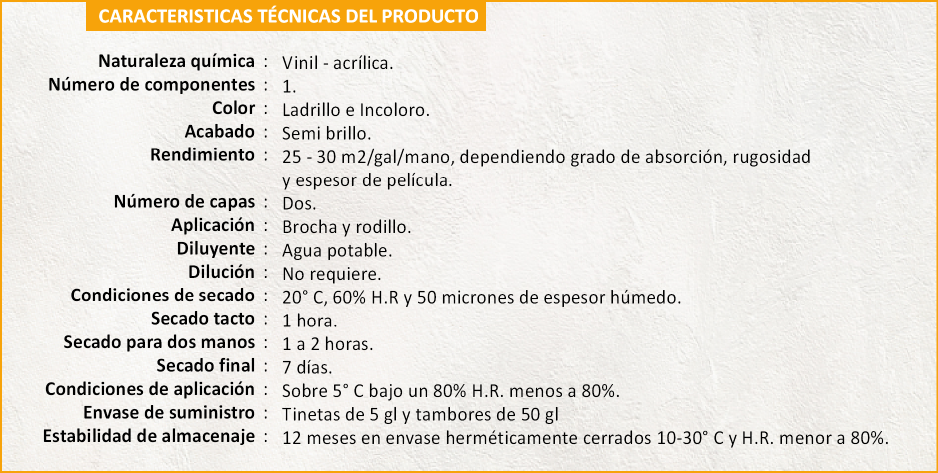 CARACTERISTICAS TÉCNICAS DEL PRODUCTO
Naturaleza química : Vinil - acrílica.
Número de componentes : 1.
Color : Ladrillo e Incoloro.
Acabado : Semi brillo.
Rendimiento : 25 - 30 m2/gal/mano, dependiendo grado de absorción, rugosidad
y espesor de película.
Número de capas : Dos.
Aplicación : Brocha y rodillo.
Diluyente : Agua potable.
Dilución : No requiere.
Condiciones de secado : 20° C, 60% H.R y 50 micrones de espesor húmedo.
Secado tacto : 1 hora.
Secado para dos manos : 1 a 2 horas.
Secado final : 7 días.
Condiciones de aplicación : Sobre 5° C bajo un 80% H.R. menos a 80%.
Envase de suministro : Tinetas de 5 gl y tambores de 50 gl
Estabilidad de almacenaje : 12 meses en envase herméticamente cerrados 10-30° C y H.R. menor a 80%.